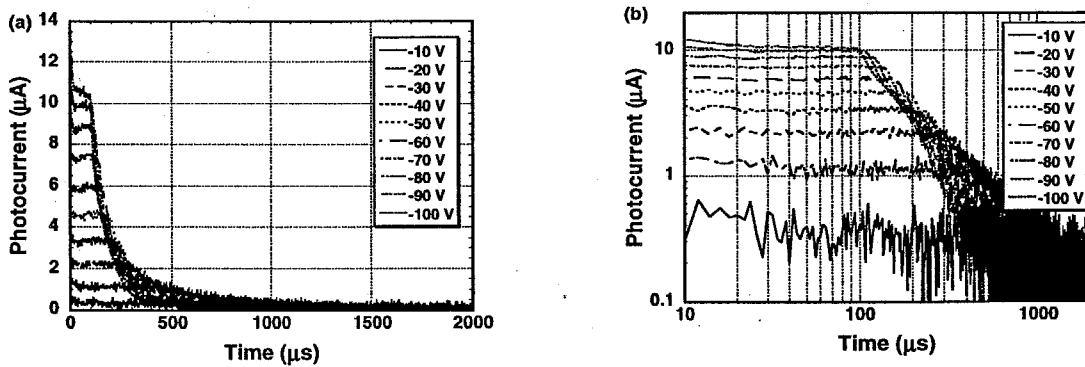 (a)
14
12
10
8
6
4
2
0
Photocurrent (μA)
0 500 1000 1500 2000
Time (μs)
-10 V
-20 V
-30 V
-40 V
-50 V
-60 V
-70 V
-80 V
-90 V
-100 V
(b)
10
1
0.1
Photocurrent (μA)
10 100 1000
Time (μs)
-10 V
-20 V
-30 V
-40 V
-50 V
-60 V
-70 V
-80 V
-90 V
-100 V